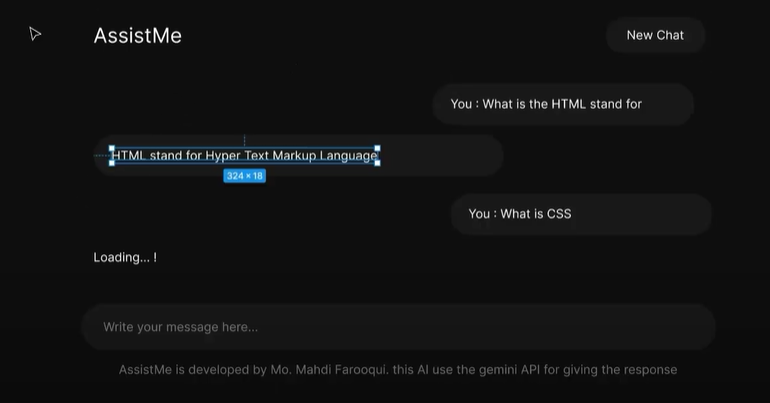 AssistMe
New Chat
You : What is the HTML stand for
HTML stand for Hyper Text Markup Language
324 × 18
You : What is CSS
Loading... !
Write your message here...
AssistMe is developed by Mo. Mahdi Farooqui. this AI use the gemini API for giving the response